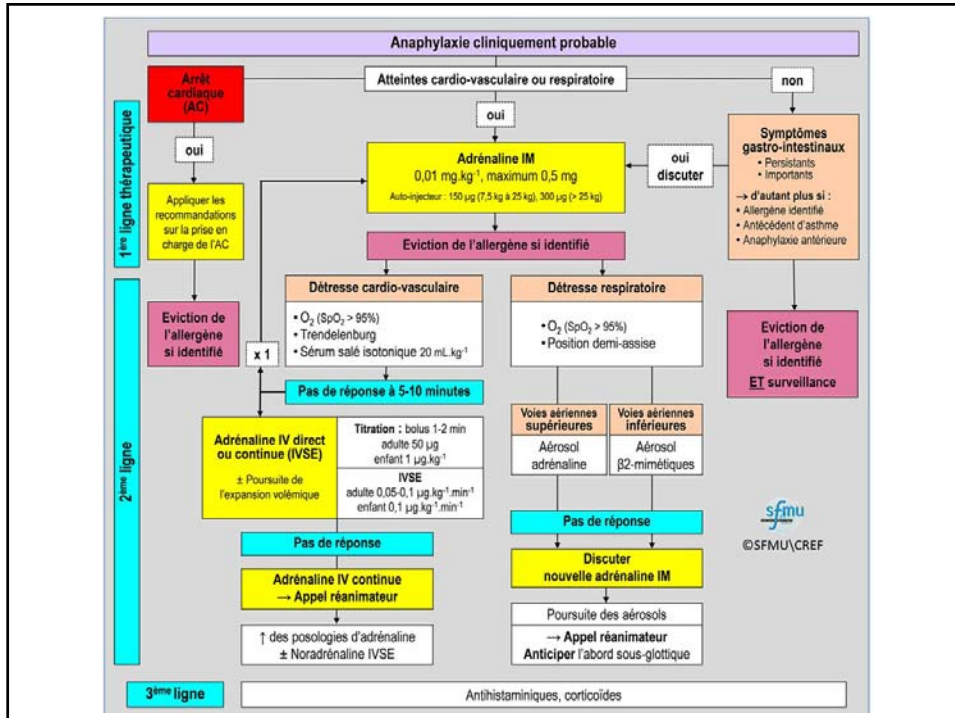 Anaphylaxie cliniquement probable
Arrêt
cardiaque
(AC)
Atteintes cardio-vasculaire ou respiratoire
non
oui
oui
1ère ligne thérapeutique
Adrénaline IM
0,01 mg.kg⁻¹, maximum 0,5 mg
Auto-injecteur : 150 µg (7,5 kg à 25 kg), 300 µg (> 25 kg)
oui
discuter
Symptômes
gastro-intestinaux
• Persistants
• Importants
→ d'autant plus si :
• Allergène identifié
• Antécédent d'asthme
• Anaphylaxie antérieure
Appliquer les
recommandations
sur la prise en
charge de l'AC
Eviction de l'allergène si identifié
2ème ligne
Eviction de
l'allergène
si identifié
x 1
Détresse cardio-vasculaire
• O₂ (SpO₂ > 95%)
• Trendelenburg
• Sérum salé isotonique 20 mL.kg⁻¹
Détresse respiratoire
• O₂ (SpO₂ > 95%)
• Position demi-assise
Eviction de
l'allergène
si identifié
ET surveillance
Pas de réponse à 5-10 minutes
Adrénaline IV direct
ou continue (IVSE)
± Poursuite de
l'expansion volémique
Titration : bolus 1-2 min
adulte 50 µg
enfant 1 µg.kg⁻¹
IVSE
adulte 0,05-0,1 µg.kg⁻¹.min⁻¹
enfant 0,1 µg.kg⁻¹.min⁻¹
Voies aériennes
supérieures
Aérosol
adrénaline
Voies aériennes
inférieures
Aérosol
β2-mimétiques
Pas de réponse
Pas de réponse
sfmu
©SFMU\CREF
Adrénaline IV continue
→ Appel réanimateur
Discuter
nouvelle adrénaline IM
↑ des posologies d'adrénaline
± Noradrénaline IVSE
Poursuite des aérosols
→ Appel réanimateur
Anticiper l'abord sous-glottique
3ème ligne
Antihistaminiques, corticoïdes